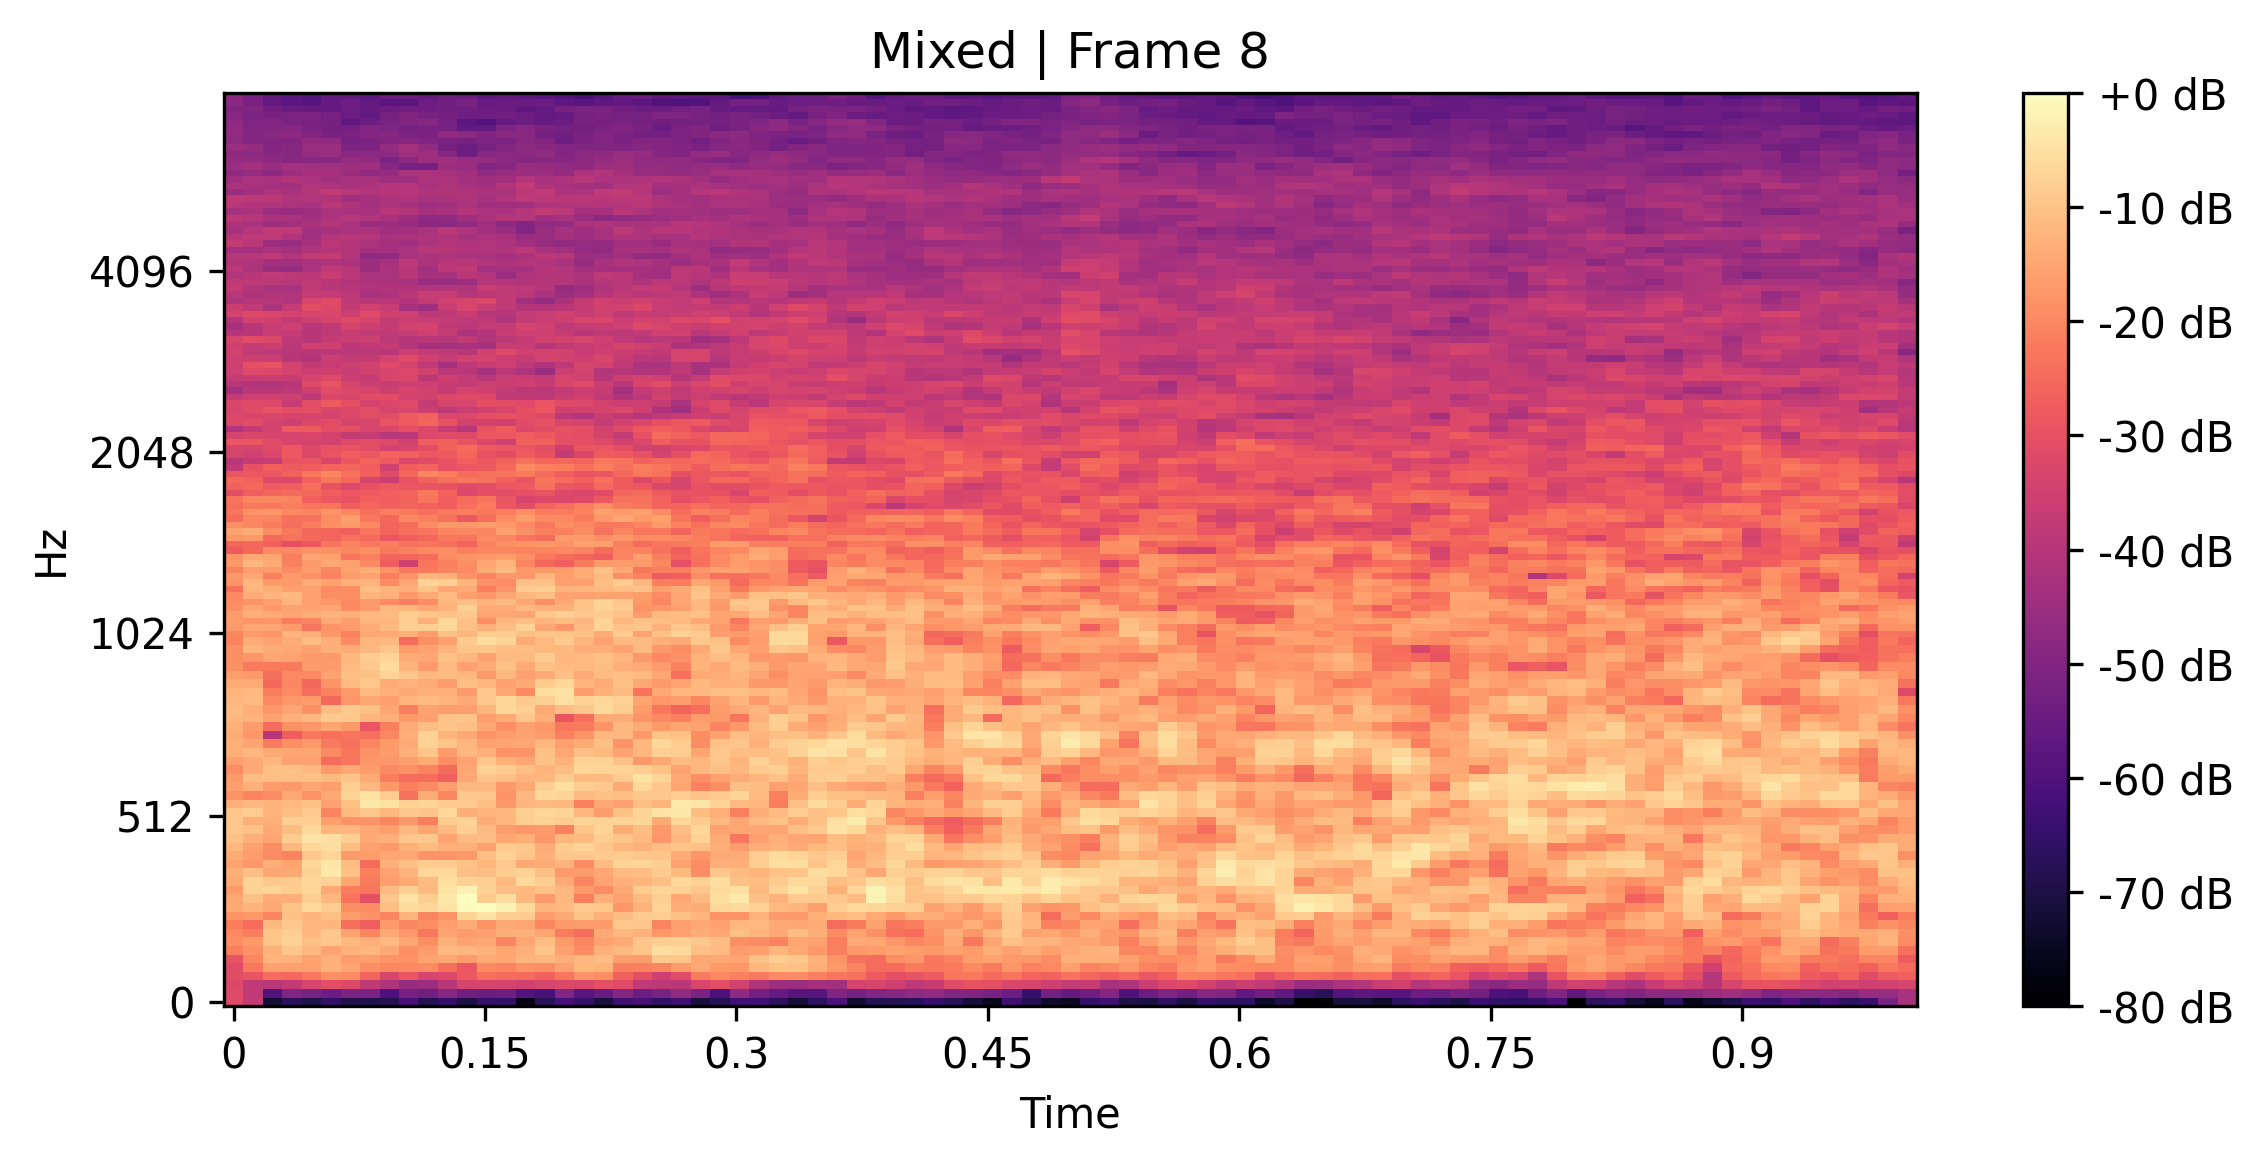 Mixed | Frame 8
Hz
4096
2048
1024
512
0
0 0.15 0.3 0.45 0.6 0.75 0.9
Time
+0 dB
-10 dB
-20 dB
-30 dB
-40 dB
-50 dB
-60 dB
-70 dB
-80 dB